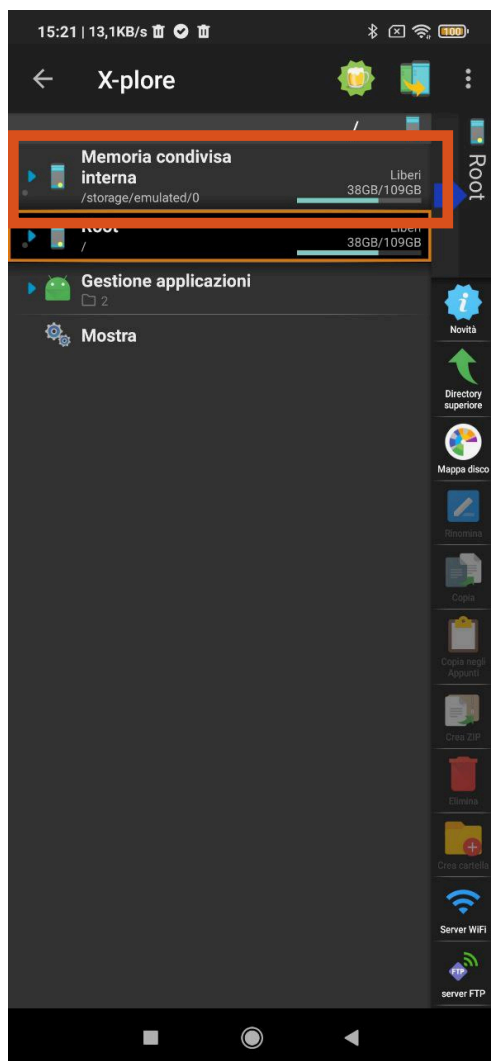 15:21 | 13,1KB/s
100
X-plore
/
Memoria condivisa
interna
/storage/emulated/0
Liberi
38GB/109GB
Root
Root
/
Liberi
38GB/109GB
Gestione applicazioni
2
Mostra
Novità
Directory
superiore
Mappa disco
Rinomina
Copia
Copia negli
Appunti
Crea ZIP
Elimina
Crea cartella
Server WiFi
FTP
server FTP